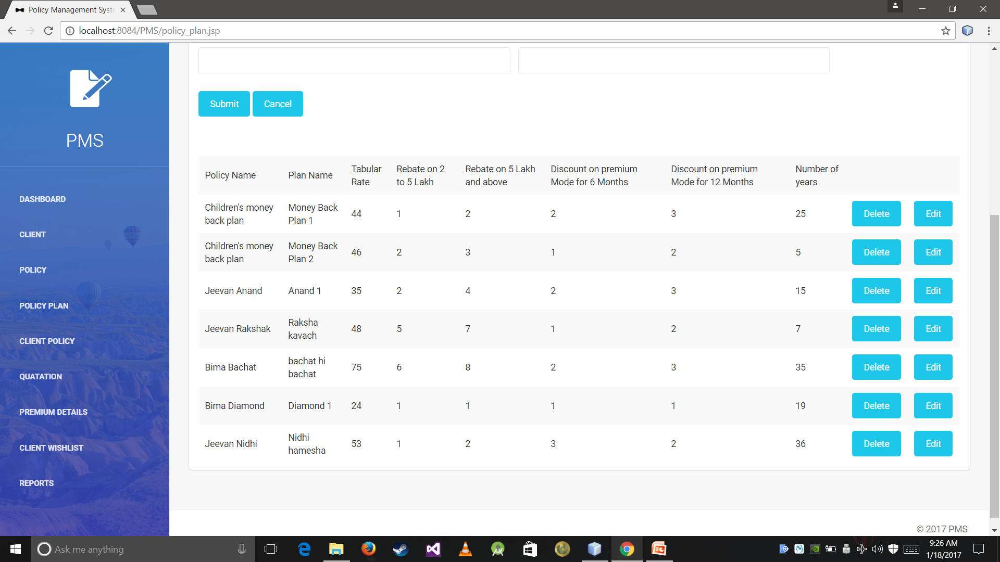 Policy Management Syste
localhost:8084/PMS/policy_plan.jsp
PMS
DASHBOARD
CLIENT
POLICY
POLICY PLAN
CLIENT POLICY
QUATATION
PREMIUM DETAILS
CLIENT WISHLIST
REPORTS
Submit Cancel
Policy Name Plan Name Tabular Rate Rebate on 2 to 5 Lakh Rebate on 5 Lakh and above Discount on premium Mode for 6 Months Discount on premium Mode for 12 Months Number of years
Children's money back plan Money Back Plan 1 44 1 2 2 3 25 Delete Edit
Children's money back plan Money Back Plan 2 46 2 3 1 2 5 Delete Edit
Jeevan Anand Anand 1 35 2 4 2 3 15 Delete Edit
Jeevan Rakshak Raksha kavach 48 5 7 1 2 7 Delete Edit
Bima Bachat bachat hi bachat 75 6 8 2 3 35 Delete Edit
Bima Diamond Diamond 1 24 1 1 1 1 19 Delete Edit
Jeevan Nidhi Nidhi hamesha 53 1 2 3 2 36 Delete Edit
© 2017 PMS
Ask me anything
9:26 AM
1/18/2017